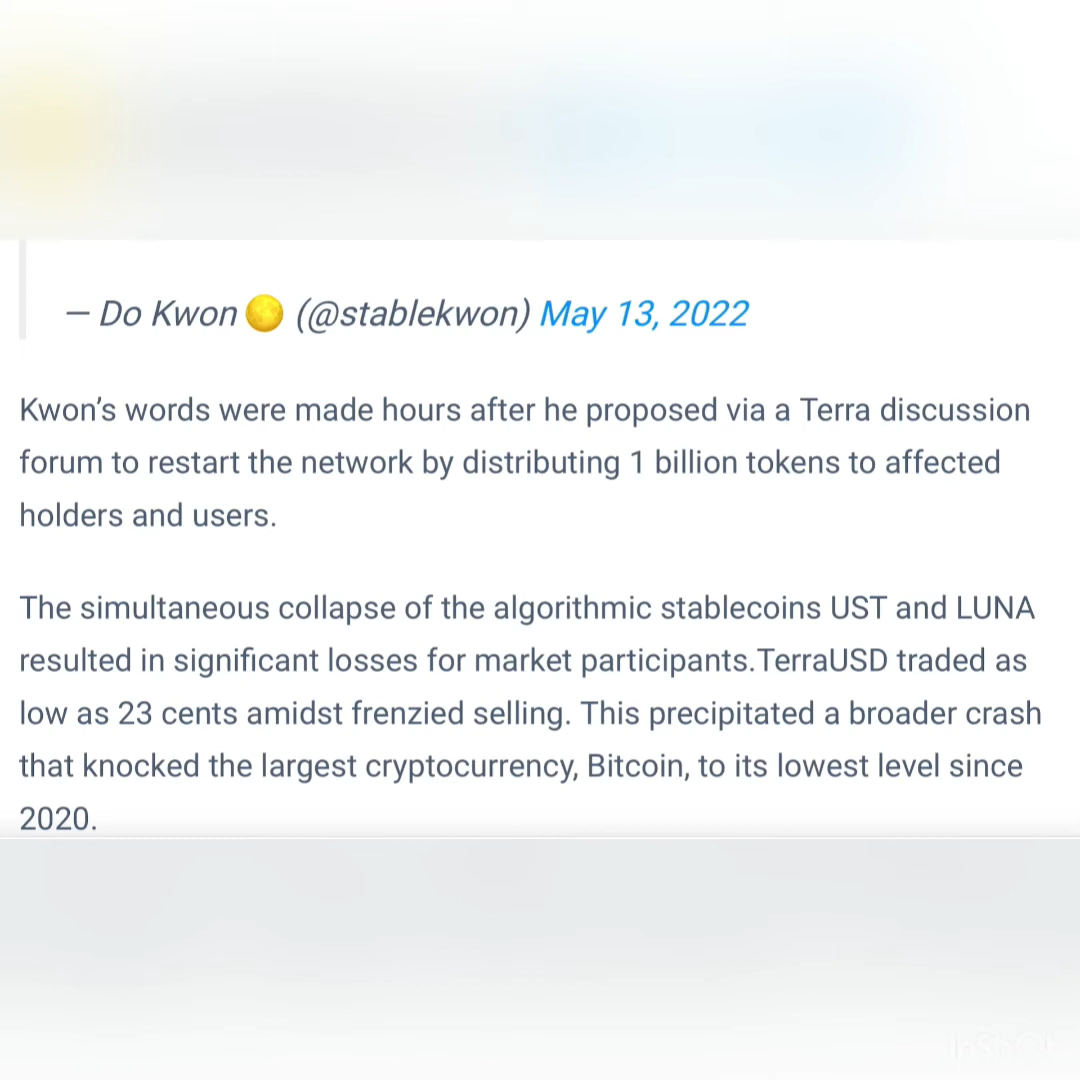 – Do Kwon 🌕 (@stablekwon) May 13, 2022
Kwon’s words were made hours after he proposed via a Terra discussion
forum to restart the network by distributing 1 billion tokens to affected
holders and users.
The simultaneous collapse of the algorithmic stablecoins UST and LUNA
resulted in significant losses for market participants.TerraUSD traded as
low as 23 cents amidst frenzied selling. This precipitated a broader crash
that knocked the largest cryptocurrency, Bitcoin, to its lowest level since
2020.
InShot